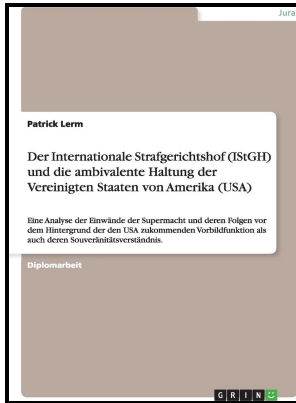 Jura
Patrick Lerm
Der Internationale Strafgerichtshof (IStGH)
und die ambivalente Haltung der
Vereinigten Staaten von Amerika (USA)
Eine Analyse der Einwände der Supermacht und deren Folgen vor
dem Hintergrund der den USA zukommenden Vorbildfunktion als
auch deren Souveränitätsverständnis.
Diplomarbeit
GRIN